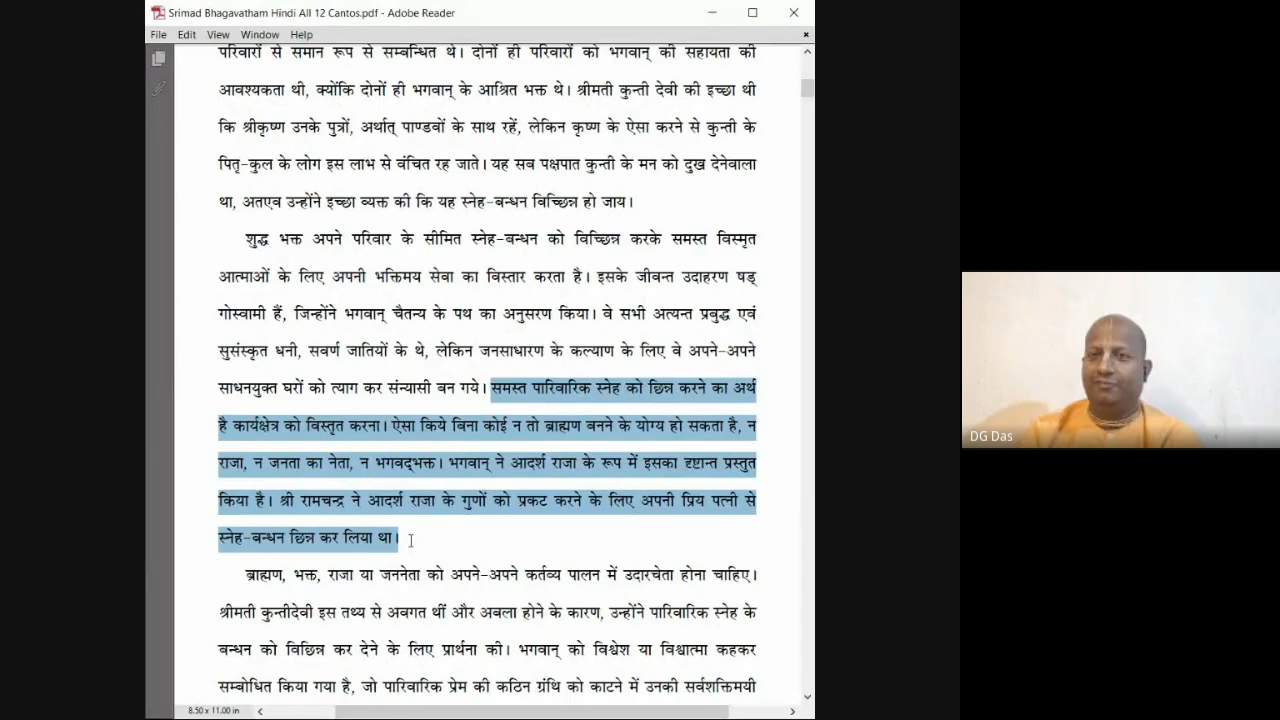 Srimad Bhagavatham Hindi All 12 Cantos.pdf - Adobe Reader
File Edit View Window Help
परिवारों से समान रूप से सम्बन्धित थे। दोनों ही परिवारों को भगवान् की सहायता की
आवश्यकता थी, क्योंकि दोनों ही भगवान् के आश्रित भक्त थे। श्रीमती कुन्ती देवी की इच्छा थी
कि श्रीकृष्ण उनके पुत्रों, अर्थात् पाण्डवों के साथ रहें, लेकिन कृष्ण के ऐसा करने से कुन्ती के
पितृ-कुल के लोग इस लाभ से वंचित रह जाते। यह सब पक्षपात कुन्ती के मन को दुख देनेवाला
था, अतएव उन्होंने इच्छा व्यक्त की कि यह स्नेह-बन्धन विच्छिन्न हो जाय।
शुद्ध भक्त अपने परिवार के सीमित स्नेह-बन्धन को विच्छिन्न करके समस्त विस्मृत
आत्माओं के लिए अपनी भक्तिमय सेवा का विस्तार करता है। इसके जीवन्त उदाहरण षड्
गोस्वामी हैं, जिन्होंने भगवान् चैतन्य के पथ का अनुसरण किया। वे सभी अत्यन्त प्रबुद्ध एवं
सुसंस्कृत धनी, सवर्ण जातियों के थे, लेकिन जनसाधारण के कल्याण के लिए वे अपने-अपने
साधनयुक्त घरों को त्याग कर संन्यासी बन गये। समस्त पारिवारिक स्नेह को छिन्न करने का अर्थ
है कार्यक्षेत्र को विस्तृत करना। ऐसा किये बिना कोई न तो ब्राह्मण बनने के योग्य हो सकता है, न
राजा, न जनता का नेता, न भगवद्भक्त। भगवान् ने आदर्श राजा के रूप में इसका दृष्टान्त प्रस्तुत
किया है। श्री रामचन्द्र ने आदर्श राजा के गुणों को प्रकट करने के लिए अपनी प्रिय पत्नी से
स्नेह-बन्धन छिन्न कर लिया था।
ब्राह्मण, भक्त, राजा या जननेता को अपने-अपने कर्तव्य पालन में उदारचेता होना चाहिए।
श्रीमती कुन्तीदेवी इस तथ्य से अवगत थीं और अबला होने के कारण, उन्होंने पारिवारिक स्नेह के
बन्धन को विछिन्न कर देने के लिए प्रार्थना की। भगवान् को विश्वेश या विश्वात्मा कहकर
सम्बोधित किया गया है, जो पारिवारिक प्रेम की कठिन ग्रंथि को काटने में उनकी सर्वशक्तिमयी
8.50 x 11.00 in
DG Das